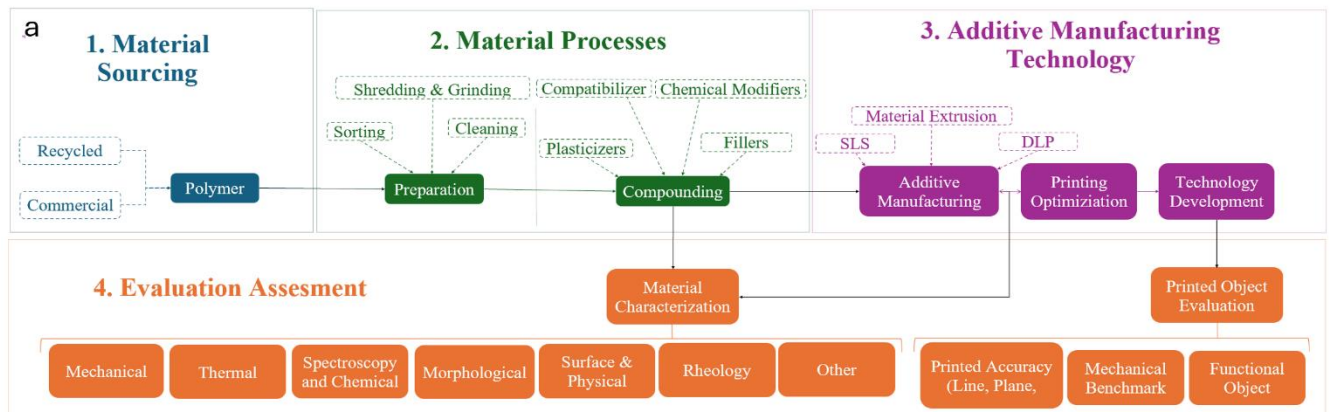 a
1. Material
Sourcing
Recycled
Commercial
Polymer
2. Material Processes
Shredding & Grinding
Sorting
Cleaning
Preparation
Compatibilizer
Chemical Modifiers
Plasticizers
Fillers
Compounding
3. Additive Manufacturing
Technology
Material Extrusion
SLS
DLP
Additive
Manufacturing
Printing
Optimiziation
Technology
Development
4. Evaluation Assesment
Material
Characterization
Printed Object
Evaluation
Mechanical
Thermal
Spectroscopy
and Chemical
Morphological
Surface &
Physical
Rheology
Other
Printed Accuracy
(Line, Plane,
Mechanical
Benchmark
Functional
Object